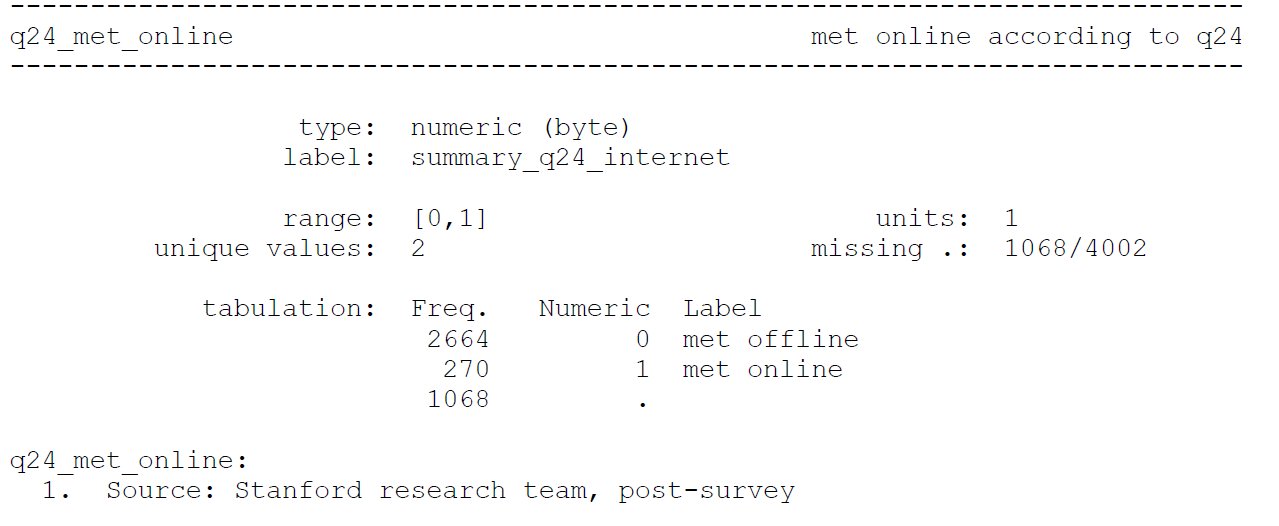 --------------------------------------------------------------------------------
q24_met_online                                    met online according to q24
--------------------------------------------------------------------------------
type:  numeric (byte)
label:  summary_q24_internet
range:  [0,1]                        units:  1
unique values:  2                        missing .:  1068/4002
tabulation:  Freq.   Numeric  Label
2664         0  met offline
270         1  met online
1068         .
q24_met_online:
1.  Source: Stanford research team, post-survey